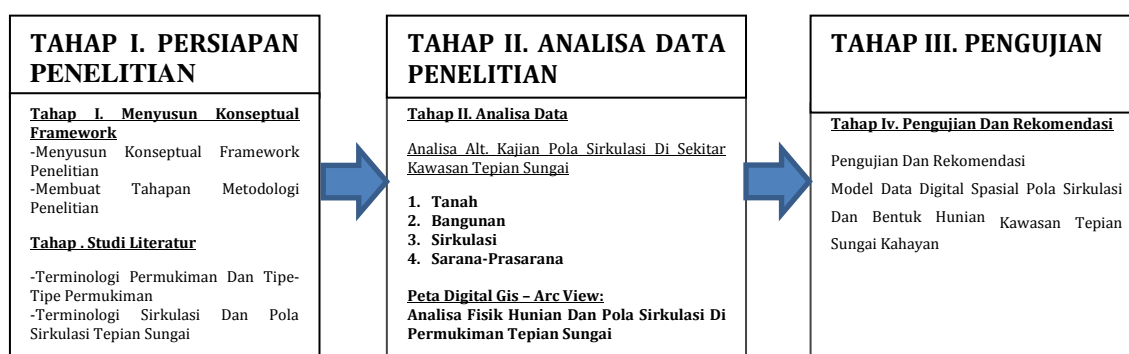 TAHAP I. PERSIAPAN
PENELITIAN
Tahap I. Menyusun Konseptual
Framework
-Menyusun Konseptual Framework
Penelitian
-Membuat Tahapan Metodologi
Penelitian
Tahap . Studi Literatur
-Terminologi Permukiman Dan Tipe-
Tipe Permukiman
-Terminologi Sirkulasi Dan Pola
Sirkulasi Tepian Sungai
TAHAP II. ANALISA DATA
PENELITIAN
Tahap II. Analisa Data
Analisa Alt. Kajian Pola Sirkulasi Di Sekitar
Kawasan Tepian Sungai
1. Tanah
2. Bangunan
3. Sirkulasi
4. Sarana-Prasarana
Peta Digital Gis – Arc View:
Analisa Fisik Hunian Dan Pola Sirkulasi Di
Permukiman Tepian Sungai
TAHAP III. PENGUJIAN
Tahap Iv. Pengujian Dan Rekomendasi
Pengujian Dan Rekomendasi
Model Data Digital Spasial Pola Sirkulasi
Dan Bentuk Hunian Kawasan Tepian
Sungai Kahayan